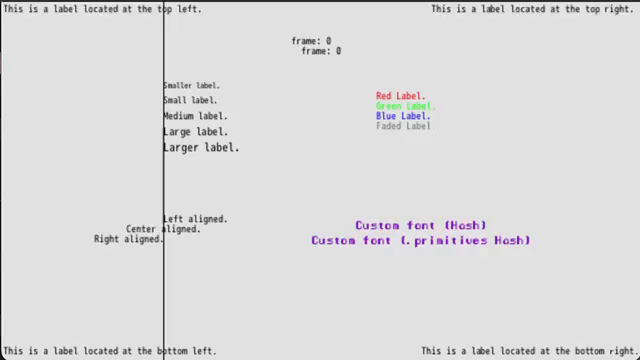 This is a label located at the top left.
This is a label located at the top right.
frame: 0
frame: 0
Smaller label.
Small label.
Medium label.
Large label.
Larger label.
Red Label.
Green Label.
Blue Label.
Faded Label
Left aligned.
Center aligned.
Right aligned.
Custom font (Hash)
Custom font (.primitives Hash)
This is a label located at the bottom left.
This is a label located at the bottom right.